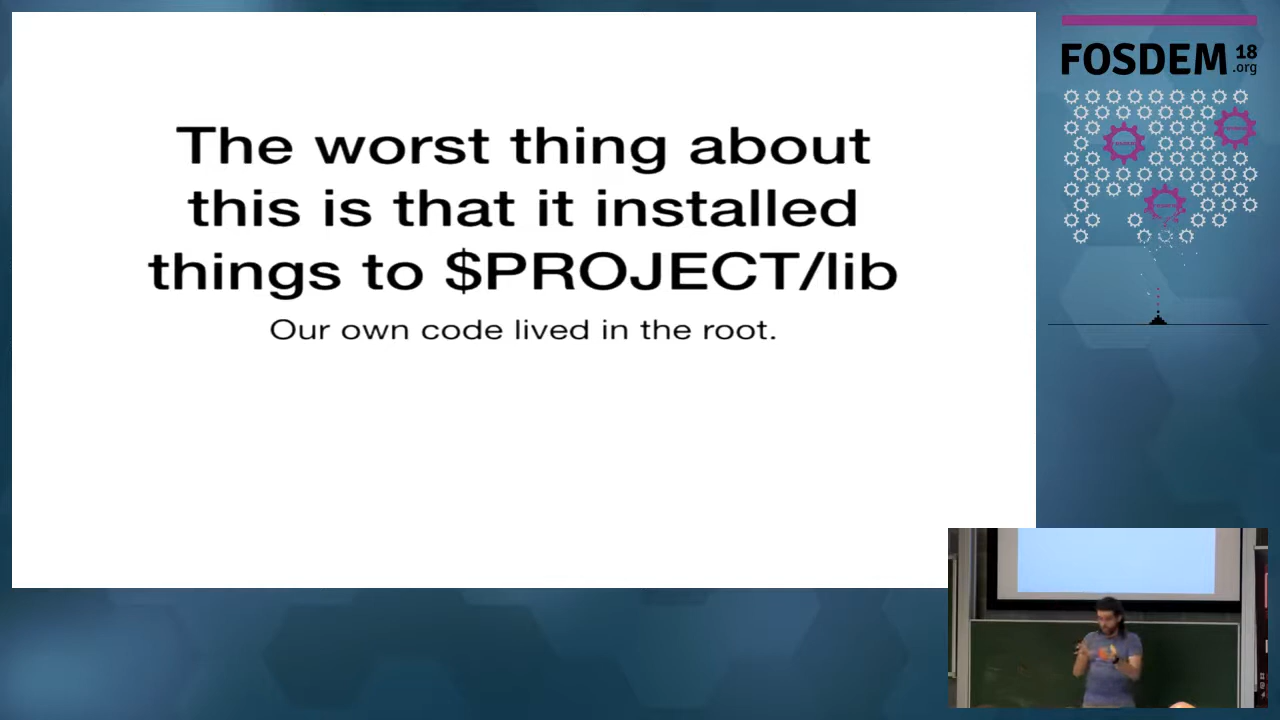 The worst thing about
this is that it installed
things to $PROJECT/lib
Our own code lived in the root.
FOSDEM 18
.org